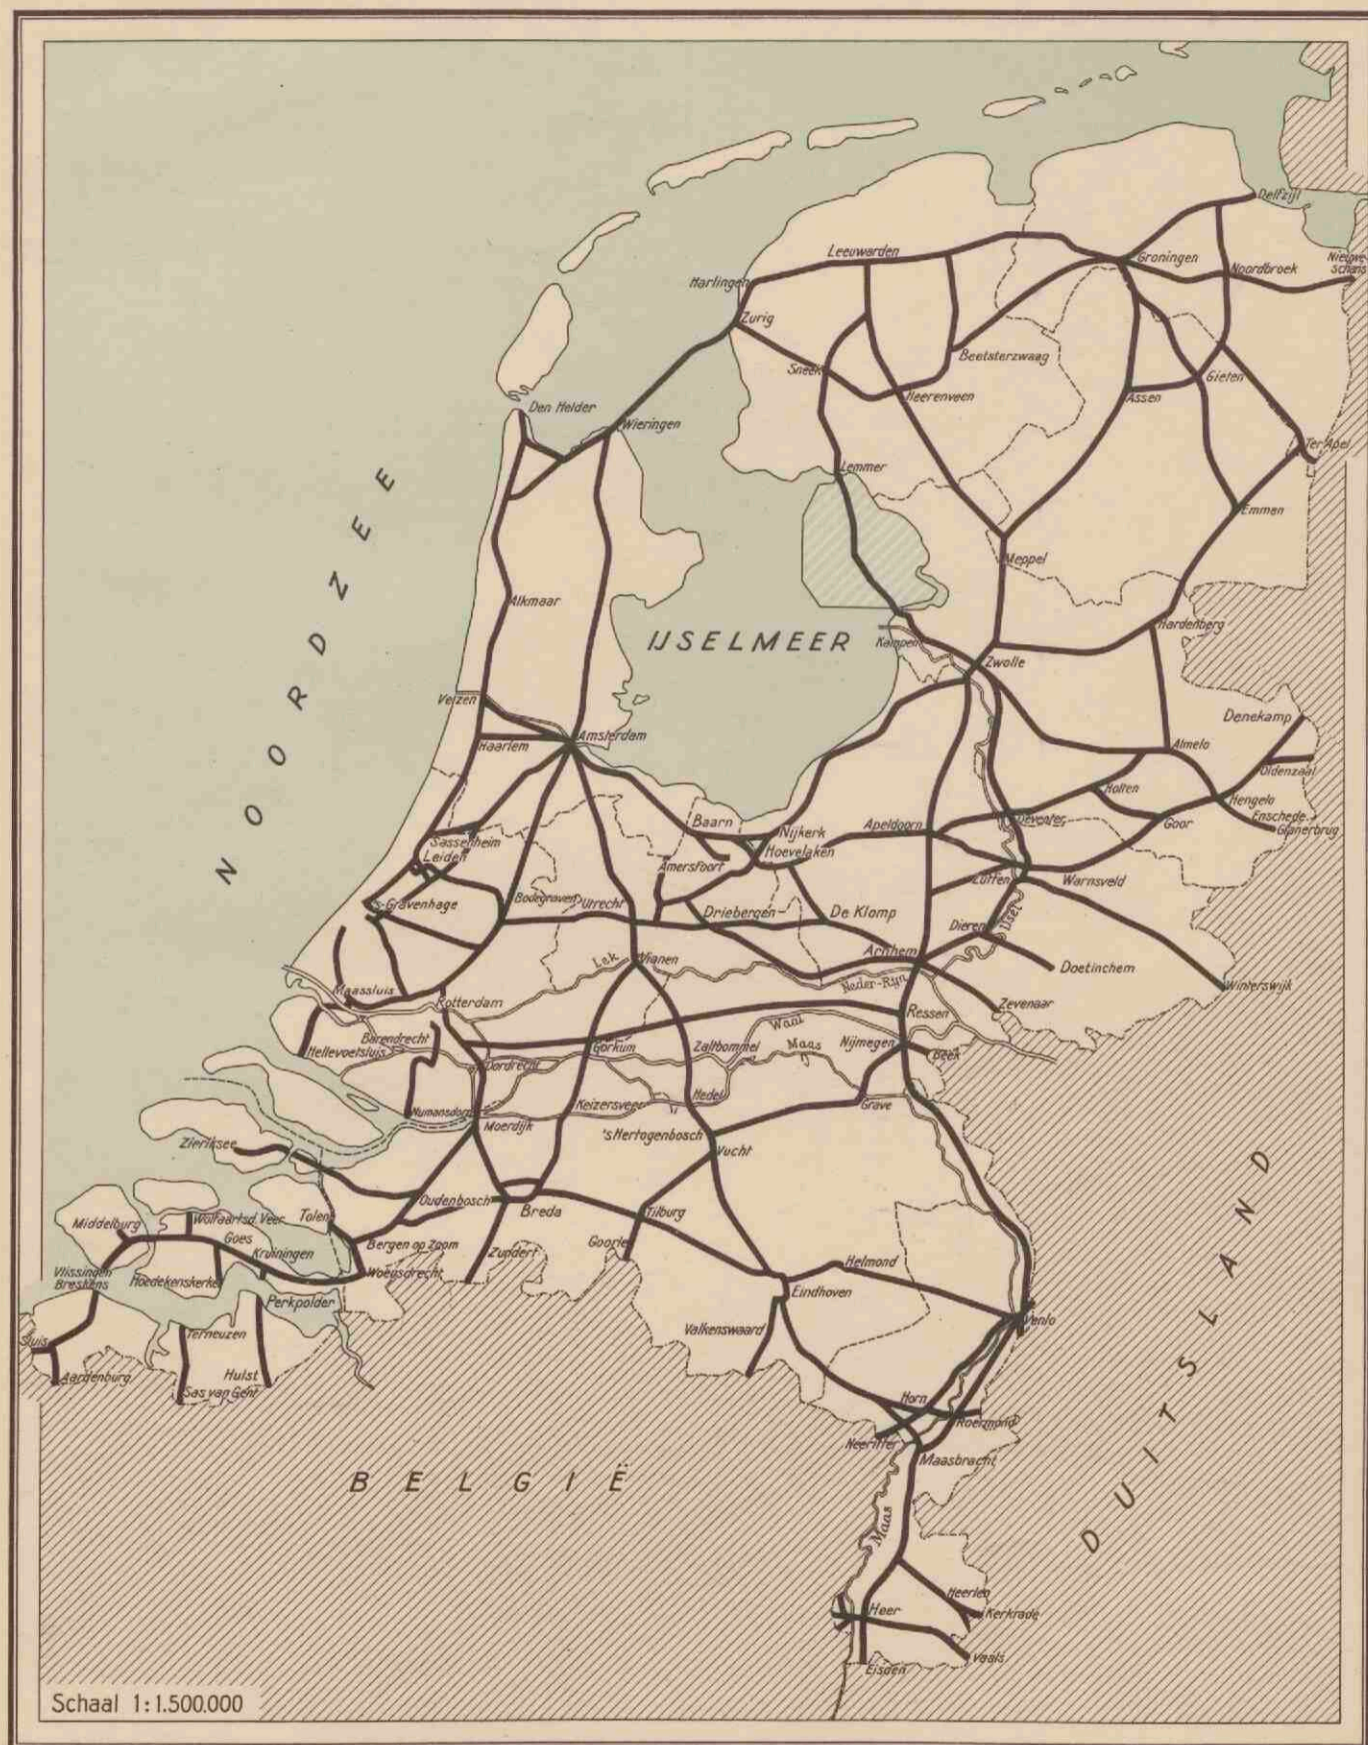 Delfzijl
Leeuwarden
Groningen
Nieuwe-
Schans
Noordbroek
Harlingen
Zurig
Beetsterzwaag
Sneek
Gieten
Heerenveen
Assen
Den Helder
Wieringen
Ter Apel
Lemmer
Emmen
NOORDZEE
Meppel
Alkmaar
Hardenberg
IJSELMEER
Kampen
Zwolle
Velzen
Denekamp
Amsterdam
Haarlem
Almelo
Oldenzaal
Holten
Hengelo
Enschede
Glanerbrug
Baarn
Nijkerk
Apeldoorn
Deventer
Goor
Sassenheim
Leiden
Hoevelaken
Amersfoort
Zutfen
Warnsveld
's-Gravenhage
Bodegraven
Utrecht
Driebergen-
De Klomp
Dieren
IJsel
Arnhem
Lek
Vianen
Doetinchem
Neder-Rijn
Winterswijk
Maassluis
Rotterdam
Zevenaar
Ressen
Waal
Barendrecht
Hellevoetsluis
Gorkum
Zaltbommel
Maas
Nijmegen
Beek
Dordrecht
Numansdorp
Keizersveer
Hedel
Grave
Moerdijk
Zieriksee
'sHertogenbosch
Vucht
Oudenbosch
Breda
Tilburg
Middelburg
Wolfaartsd. Veer
Tolen
Goes
Bergen op Zoom
Zundert
Goorle
Kruiningen
Vlissingen
Breskens
Hoedekenskerke
Woensdrecht
Helmond
Eindhoven
Perkpolder
Venlo
Valkenswaard
Sluis
Terneuzen
Aardenburg
Hulst
Sas van Gent
DUITSLAND
Horn
Roermond
Neeritter
Maasbracht
BELGIË
Maas
Heerlen
Kerkrade
Heer
Vaals
Eisden
Schaal 1:1.500.000